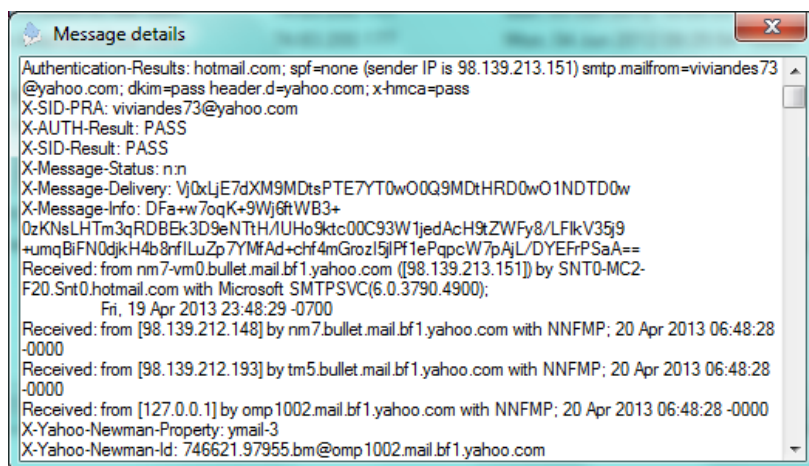 Message details
Authentication-Results: hotmail.com; spf=none (sender IP is 98.139.213.151) smtp.mailfrom=viviandes73
@yahoo.com; dkim=pass header.d=yahoo.com; x-hmca=pass
X-SID-PRA: viviandes73@yahoo.com
X-AUTH-Result: PASS
X-SID-Result: PASS
X-Message-Status: n:n
X-Message-Delivery: Vj0xLjE7dXM9MDtsPTE7YT0wO0Q9MDtHRD0wO1NDTD0w
X-Message-Info: DFa+w7oqK+9Wj6ftWB3+
0zKNsLHTm3qRDBEk3D9eNTtH/IUHo9ktc00C93W1jedAcH9tZWFy8/LFIkV35j9
+umqBiFN0djkH4b8nfILuZp7YMfAd+chf4mGrozI5jIPf1ePqpcW7pAjL/DYEFrPSaA==
Received: from nm7-vm0.bullet.mail.bf1.yahoo.com ([98.139.213.151]) by SNT0-MC2-
F20.Snt0.hotmail.com with Microsoft SMTPSVC(6.0.3790.4900);
Fri, 19 Apr 2013 23:48:29 -0700
Received: from [98.139.212.148] by nm7.bullet.mail.bf1.yahoo.com with NNFMP; 20 Apr 2013 06:48:28
-0000
Received: from [98.139.212.193] by tm5.bullet.mail.bf1.yahoo.com with NNFMP; 20 Apr 2013 06:48:28
-0000
Received: from [127.0.0.1] by omp1002.mail.bf1.yahoo.com with NNFMP; 20 Apr 2013 06:48:28 -0000
X-Yahoo-Newman-Property: ymail-3
X-Yahoo-Newman-Id: 746621.97955.bm@omp1002.mail.bf1.yahoo.com